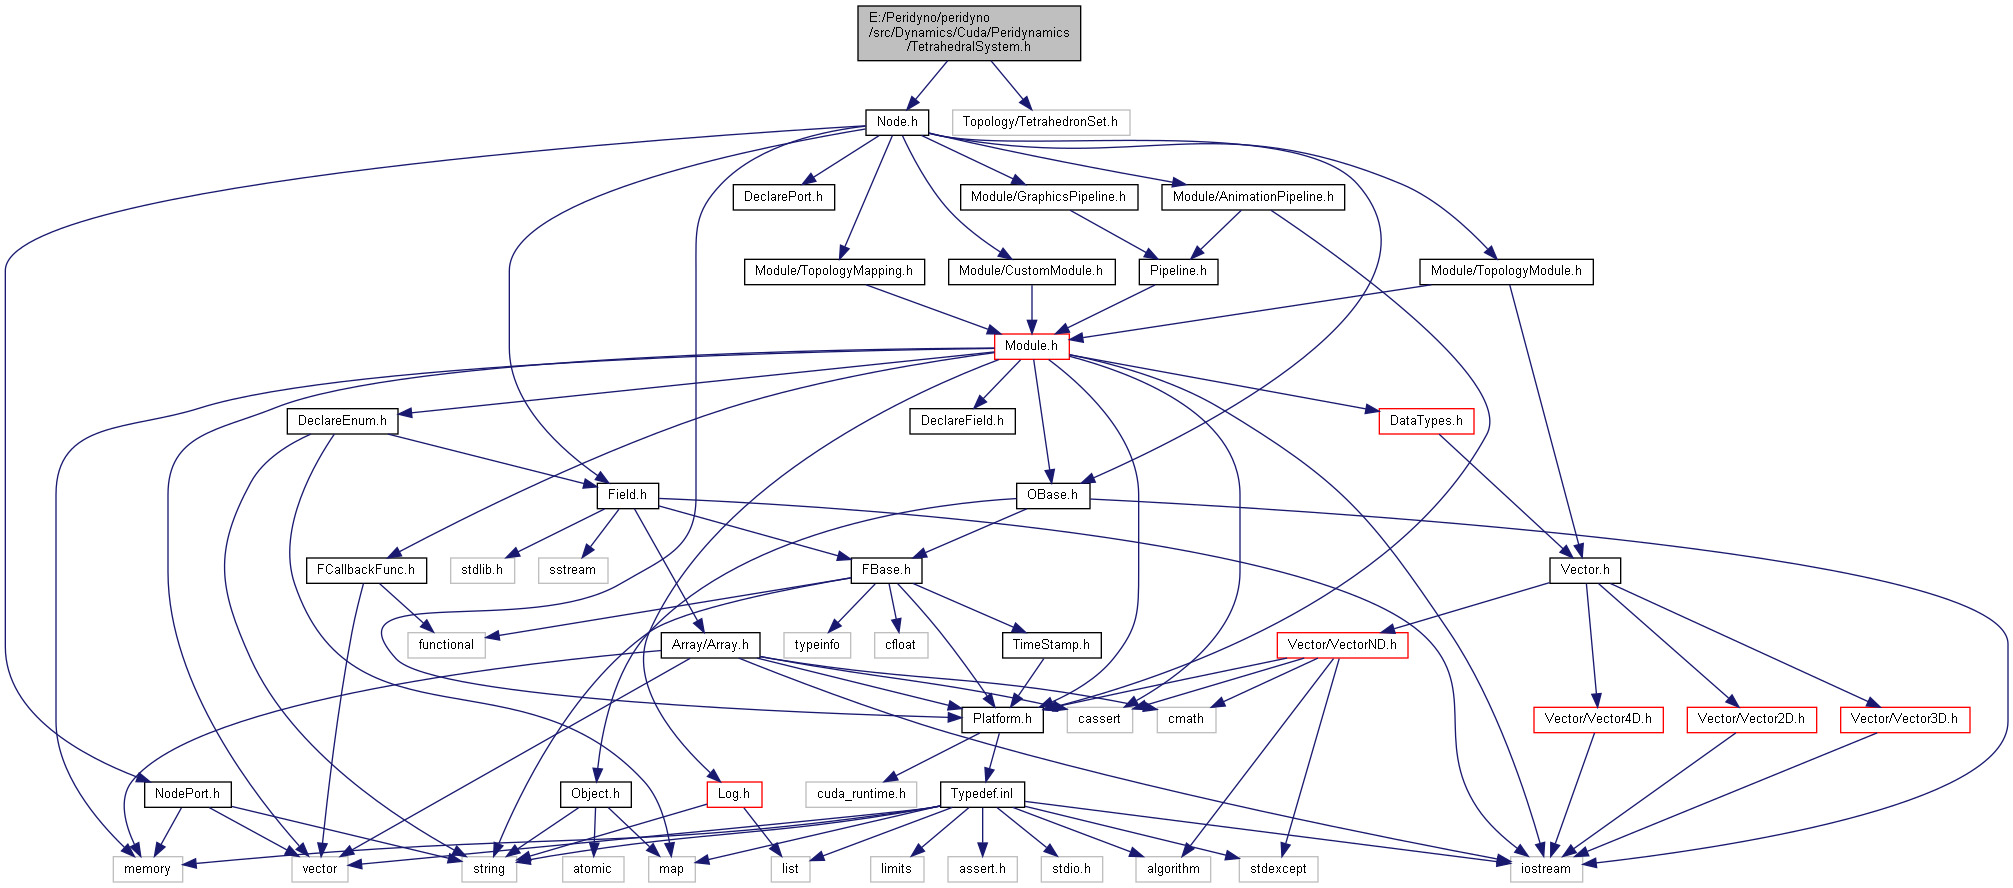 E:/Peridyno/peridyno
/src/Dynamics/Cuda/Peridynamics
/TetrahedralSystem.h
Node.h
Topology/TetrahedronSet.h
DeclarePort.h
Module/GraphicsPipeline.h
Module/AnimationPipeline.h
Module/TopologyMapping.h
Module/CustomModule.h
Pipeline.h
Module/TopologyModule.h
Module.h
DeclareEnum.h
DeclareField.h
DataTypes.h
Field.h
OBase.h
FCallbackFunc.h
stdlib.h
sstream
FBase.h
Vector.h
functional
Array/Array.h
typeinfo
cfloat
TimeStamp.h
Vector/VectorND.h
Platform.h
cassert
cmath
Vector/Vector4D.h
Vector/Vector2D.h
Vector/Vector3D.h
NodePort.h
Object.h
Log.h
cuda_runtime.h
Typedef.inl
memory
vector
string
atomic
map
list
limits
assert.h
stdio.h
algorithm
stdexcept
iostream